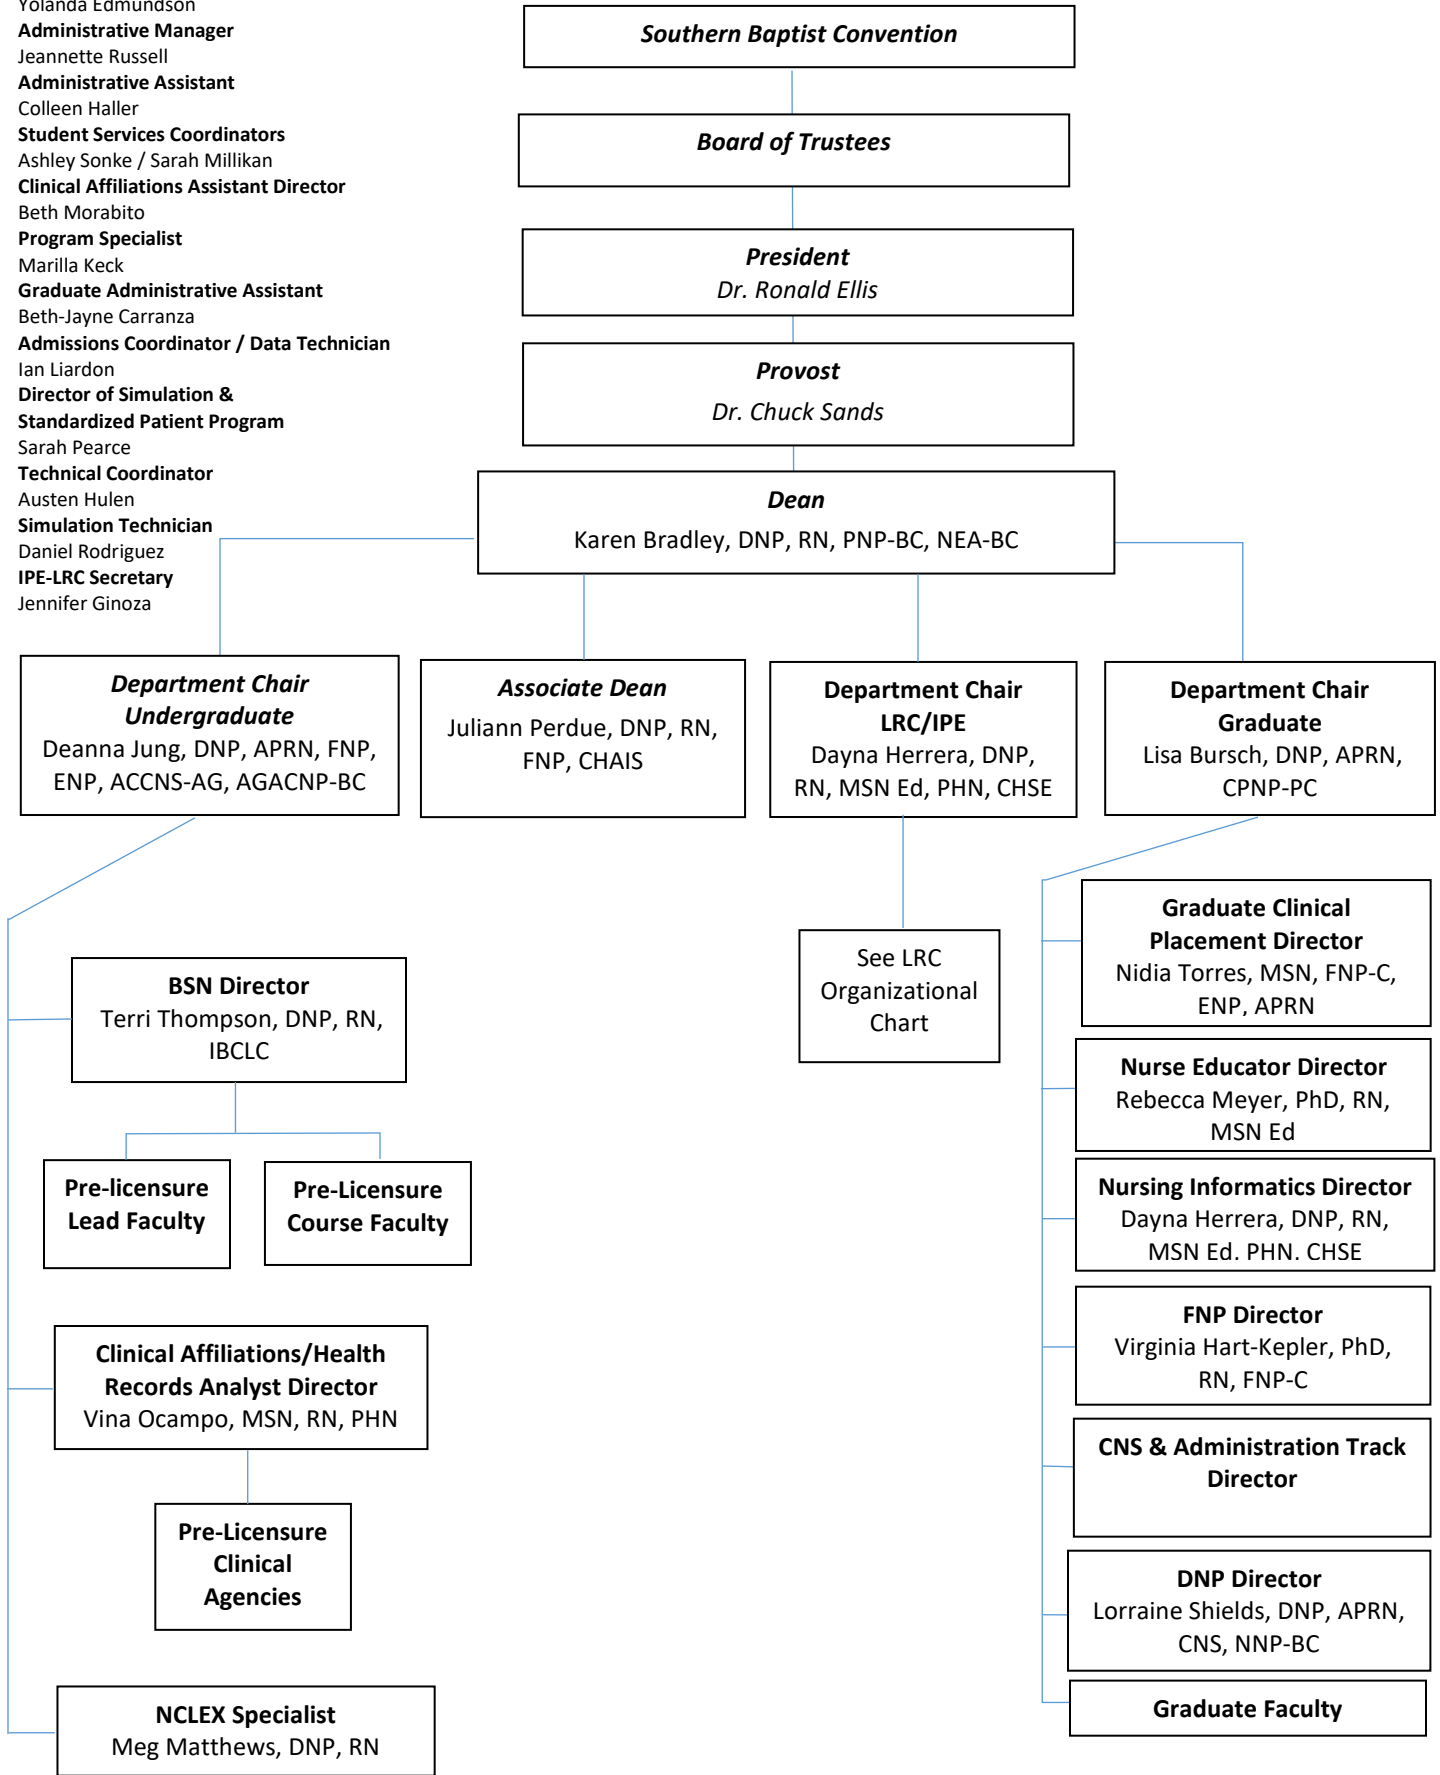 Yolanda Edmundson
Administrative Manager
Jeannette Russell
Administrative Assistant
Colleen Haller
Student Services Coordinators
Ashley Sonke / Sarah Millikan
Clinical Affiliations Assistant Director
Beth Morabito
Program Specialist
Marilla Keck
Graduate Administrative Assistant
Beth-Jayne Carranza
Admissions Coordinator / Data Technician
Ian Liardon
Director of Simulation &
Standardized Patient Program
Sarah Pearce
Technical Coordinator
Austen Hulen
Simulation Technician
Daniel Rodriguez
IPE-LRC Secretary
Jennifer Ginoza
Southern Baptist Convention
Board of Trustees
President
Dr. Ronald Ellis
Provost
Dr. Chuck Sands
Dean
Karen Bradley, DNP, RN, PNP-BC, NEA-BC
Department Chair
Undergraduate
Deanna Jung, DNP, APRN, FNP,
ENP, ACCNS-AG, AGACNP-BC
Associate Dean
Juliann Perdue, DNP, RN,
FNP, CHAIS
Department Chair
LRC/IPE
Dayna Herrera, DNP,
RN, MSN Ed, PHN, CHSE
Department Chair
Graduate
Lisa Bursch, DNP, APRN,
CPNP-PC
BSN Director
Terri Thompson, DNP, RN,
IBCLC
Pre-licensure
Lead Faculty
Pre-Licensure
Course Faculty
Clinical Affiliations/Health
Records Analyst Director
Vina Ocampo, MSN, RN, PHN
Pre-Licensure
Clinical
Agencies
NCLEX Specialist
Meg Matthews, DNP, RN
See LRC
Organizational
Chart
Graduate Clinical
Placement Director
Nidia Torres, MSN, FNP-C,
ENP, APRN
Nurse Educator Director
Rebecca Meyer, PhD, RN,
MSN Ed
Nursing Informatics Director
Dayna Herrera, DNP, RN,
MSN Ed. PHN. CHSE
FNP Director
Virginia Hart-Kepler, PhD,
RN, FNP-C
CNS & Administration Track
Director
DNP Director
Lorraine Shields, DNP, APRN,
CNS, NNP-BC
Graduate Faculty